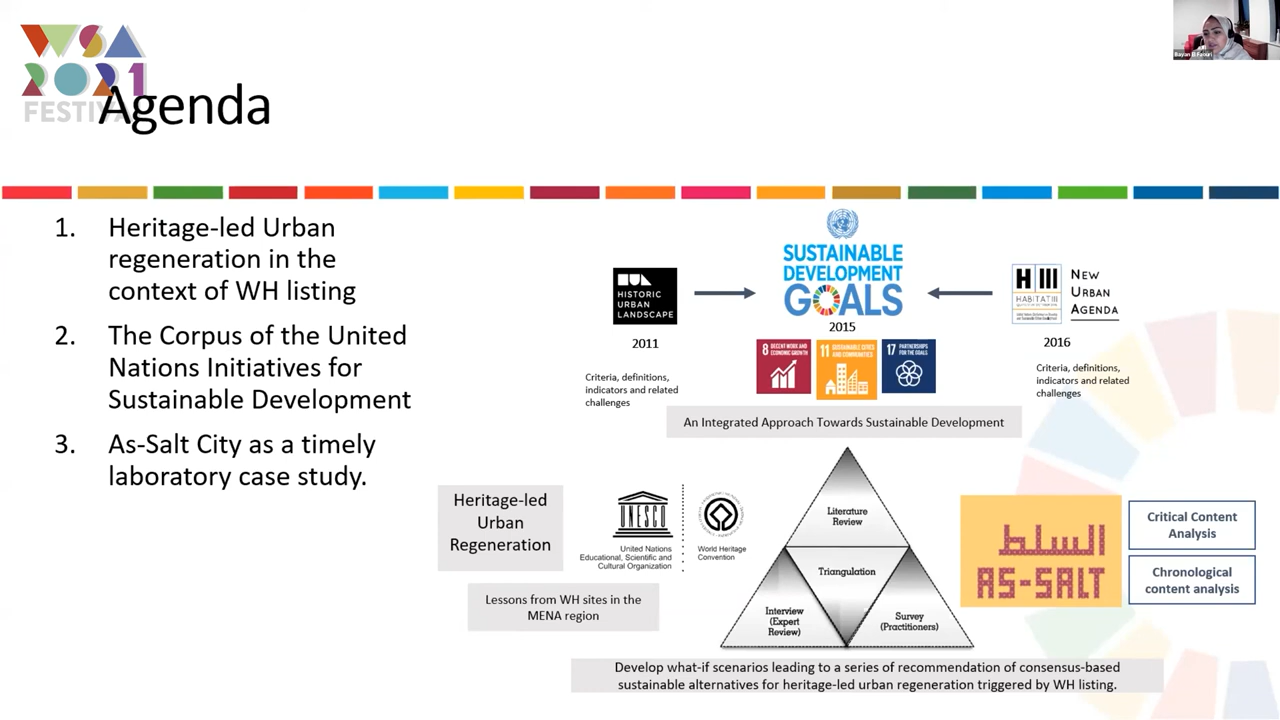 WSA
2021
FESTIVAL
Agenda
Bayan El Faouri
1. Heritage-led Urban
regeneration in the
context of WH listing
2. The Corpus of the United
Nations Initiatives for
Sustainable Development
3. As-Salt City as a timely
laboratory case study.
HISTORIC
URBAN
LANDSCAPE
2011
Criteria, definitions,
indicators and related
challenges
SUSTAINABLE
DEVELOPMENT
GOALS
2015
8 DECENT WORK AND
ECONOMIC GROWTH
11 SUSTAINABLE CITIES
AND COMMUNITIES
17 PARTNERSHIPS
FOR THE GOALS
H III
HABITAT III
NEW
URBAN
AGENDA
2016
Criteria, definitions,
indicators and related
challenges
An Integrated Approach Towards Sustainable Development
Heritage-led
Urban
Regeneration
UNESCO
United Nations
Educational, Scientific and
Cultural Organization
World Heritage
Convention
Lessons from WH sites in the
MENA region
Literature
Review
Triangulation
Interview
(Expert
Review)
Survey
(Practitioners)
السلط
AS-SALT
Critical Content
Analysis
Chronological
content analysis
Develop what-if scenarios leading to a series of recommendation of consensus-based
sustainable alternatives for heritage-led urban regeneration triggered by WH listing.